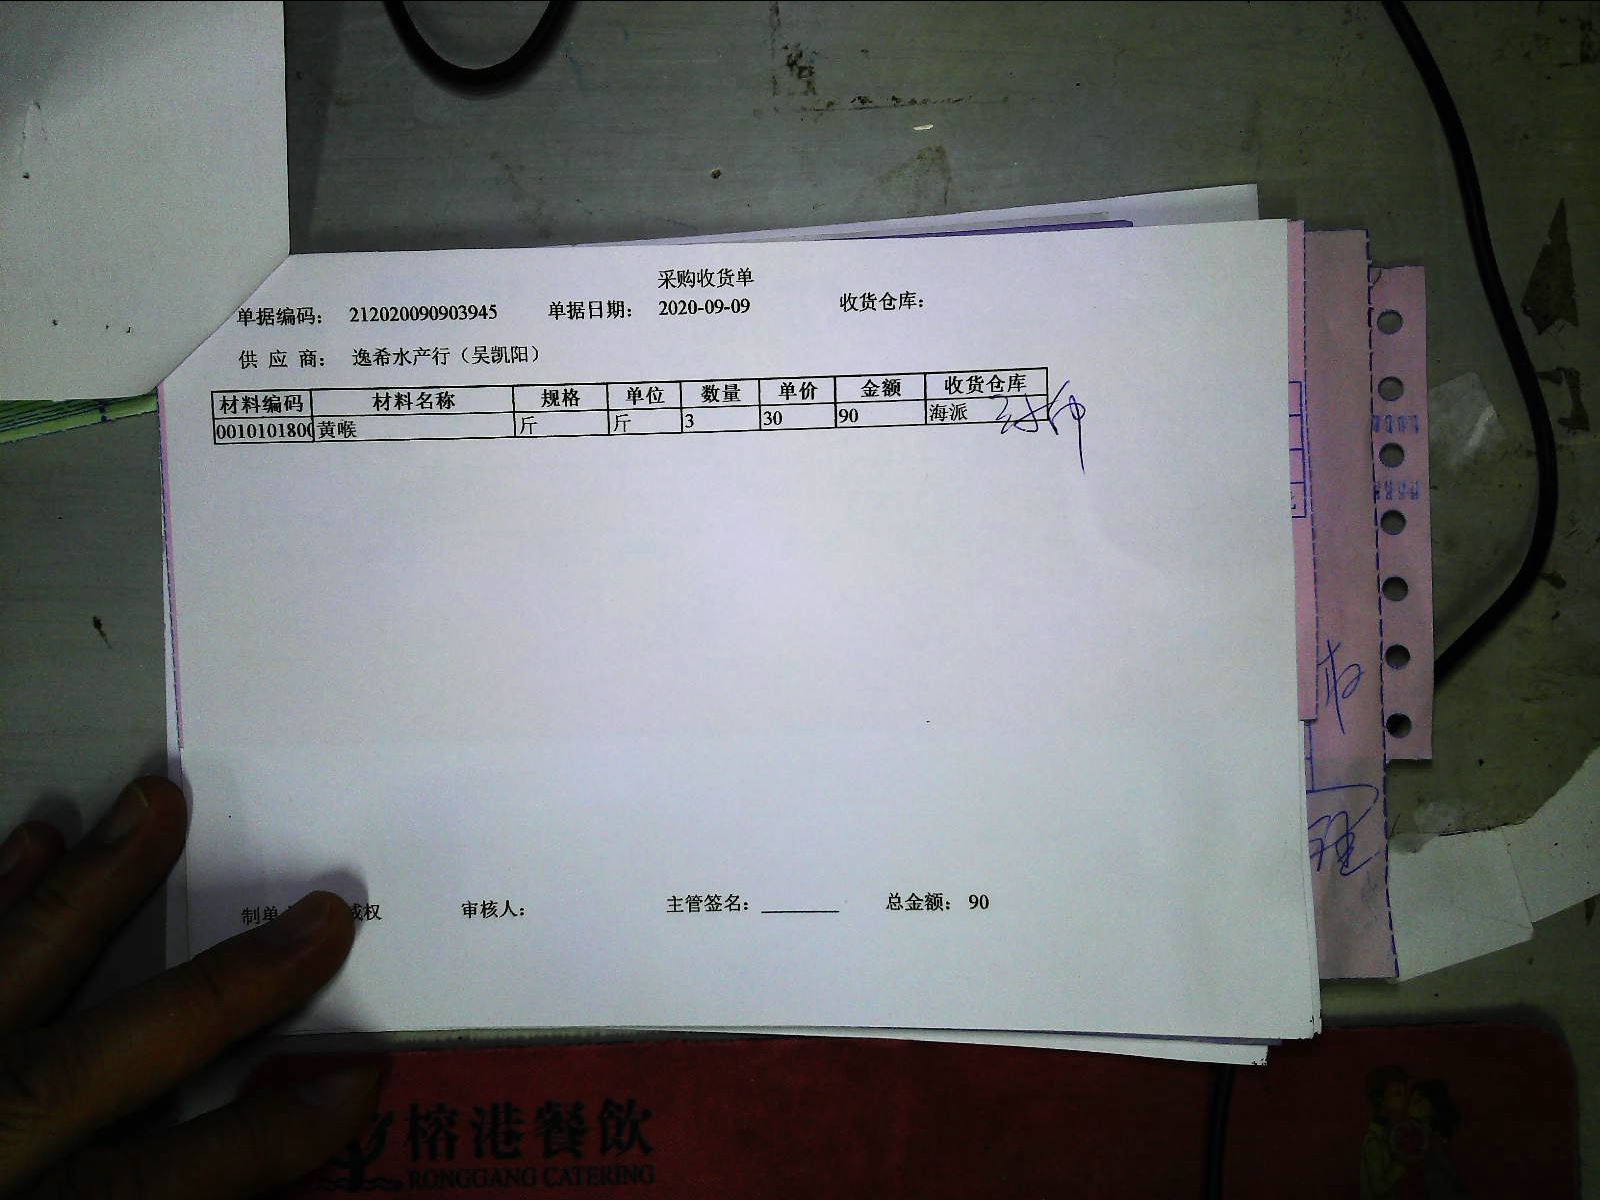 采购收货单
单据编码: 212020090903945 单据日期: 2020-09-09 收货仓库:
供 应 商: 逸希水产行（吴凯阳）
材料编码 材料名称 规格 单位 数量 单价 金额 收货仓库
0010101800 黄喉 斤 斤 3 30 90 海派
制单 权 审核人: 主管签名: ________ 总金额: 90
榕港餐飲
RONGGANG CATERING